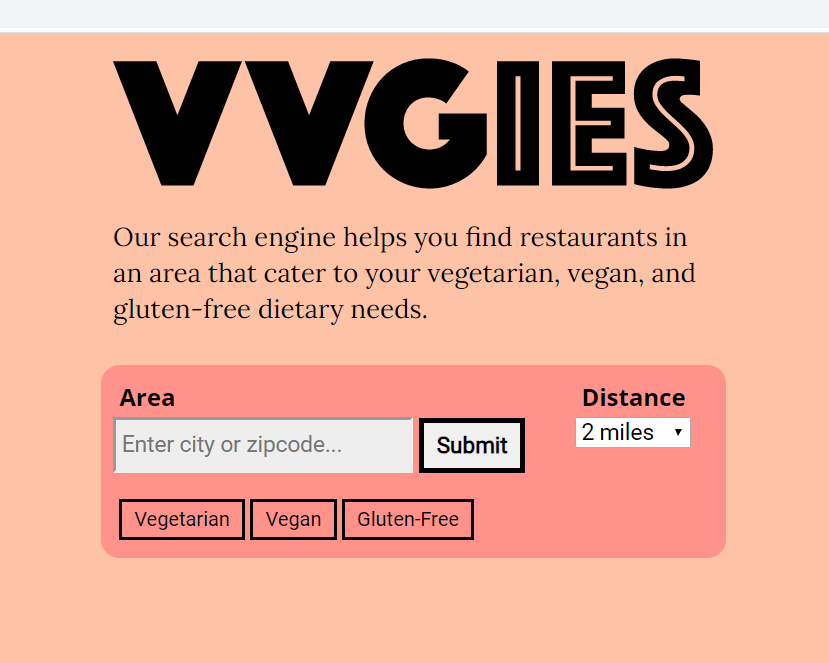 VVGIES
Our search engine helps you find restaurants in
an area that cater to your vegetarian, vegan, and
gluten-free dietary needs.
Area
Distance
Enter city or zipcode...
Submit
2 miles
Vegetarian
Vegan
Gluten-Free